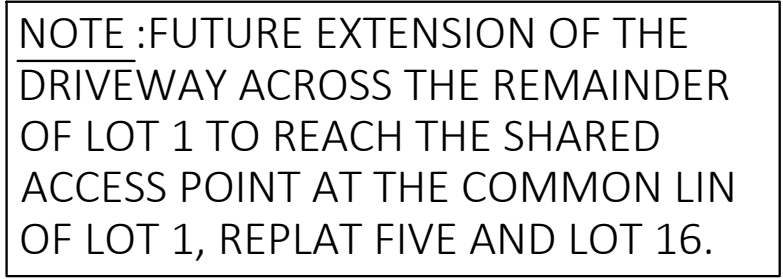 NOTE :FUTURE EXTENSION OF THE
DRIVEWAY ACROSS THE REMAINDER
OF LOT 1 TO REACH THE SHARED
ACCESS POINT AT THE COMMON LIN
OF LOT 1, REPLAT FIVE AND LOT 16.